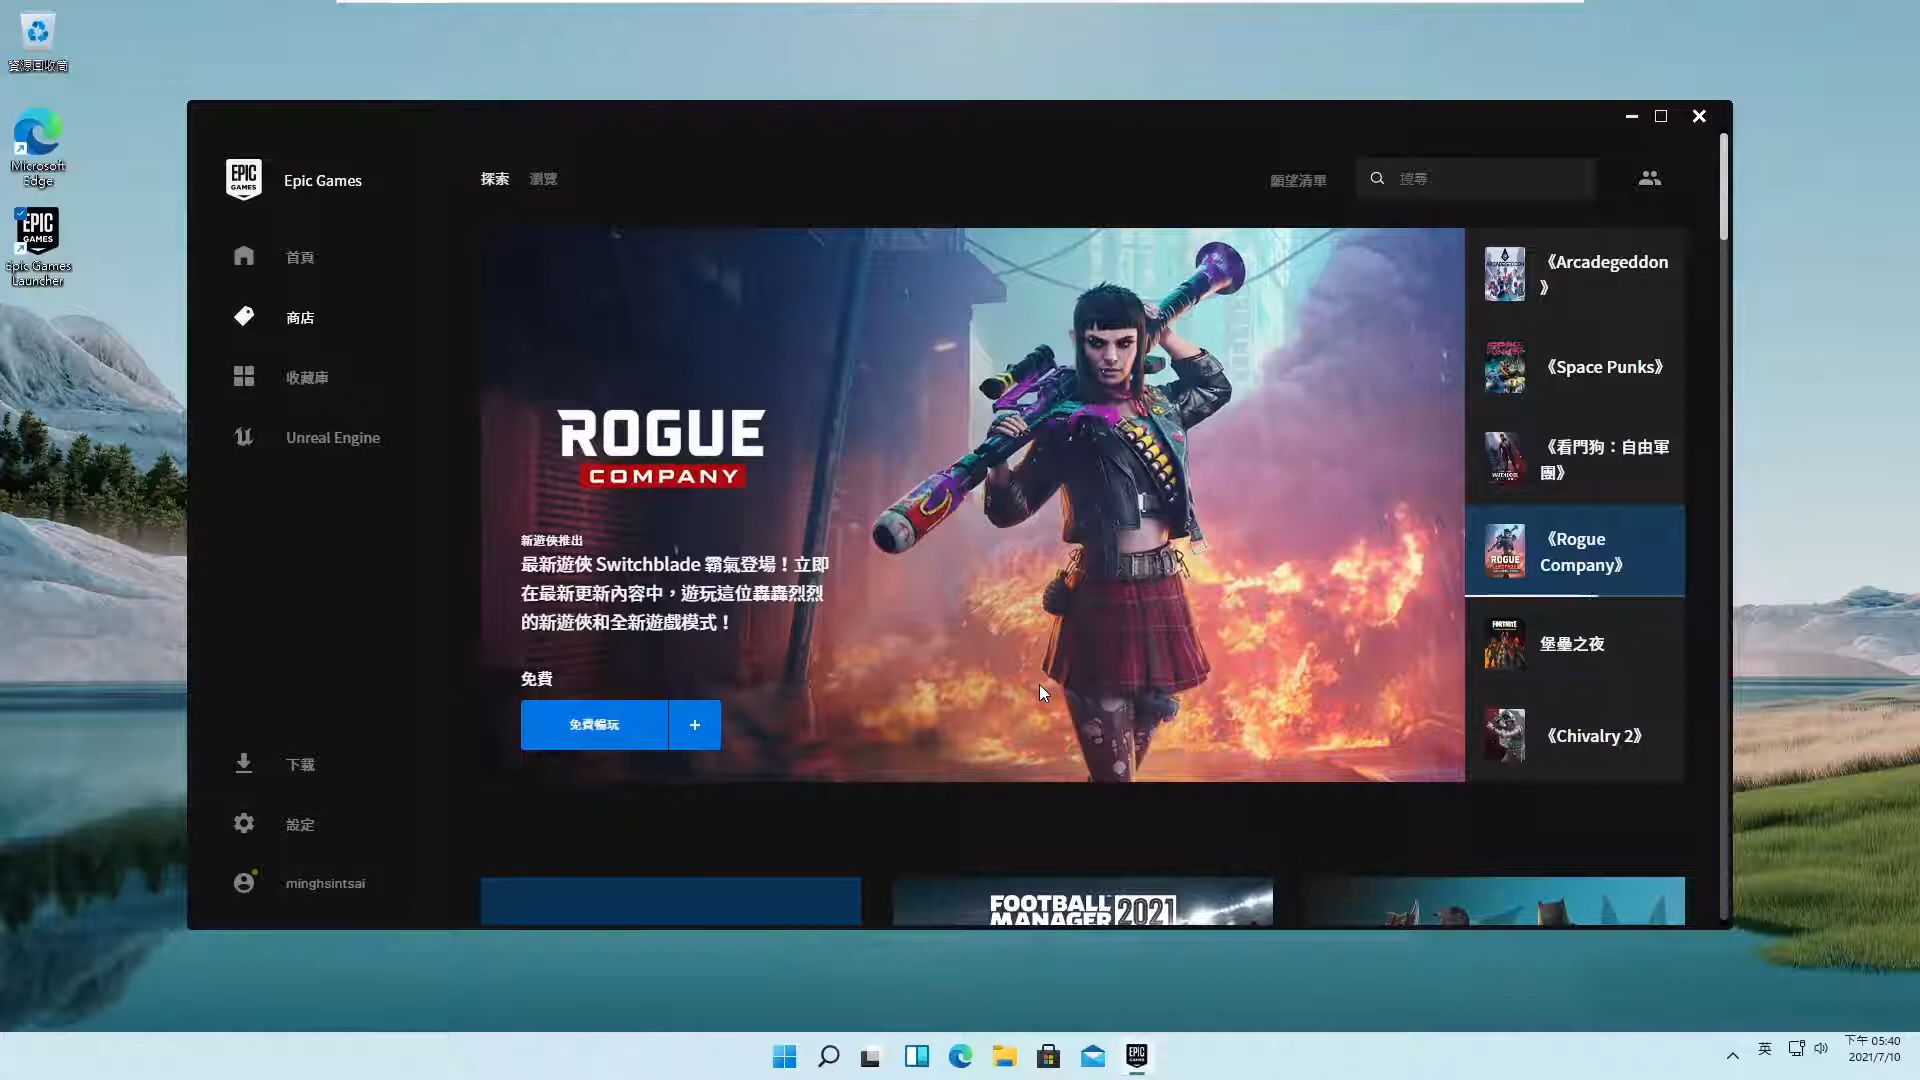 資源回收筒
Microsoft
Edge
EPIC
GAMES
Epic Games
Launcher
EPIC
GAMES
Epic Games
首頁
商店
收藏庫
Unreal Engine
下載
設定
minghsintsai
探索 瀏覽
願望清單
搜尋
ROGUE
COMPANY
新遊俠推出
最新遊俠 Switchblade 霸氣登場！立即
在最新更新內容中，遊玩這位轟轟烈烈
的新遊俠和全新遊戲模式！
免費
免費暢玩 +
《Arcadegeddon
》
《Space Punks》
《看門狗：自由軍
團》
ROGUE
《Rogue
Company》
FORTNITE
堡壘之夜
《Chivalry 2》
FOOTBALL
MANAGER 2021
EPIC
GAMES
英
下午 05:40
2021/7/10